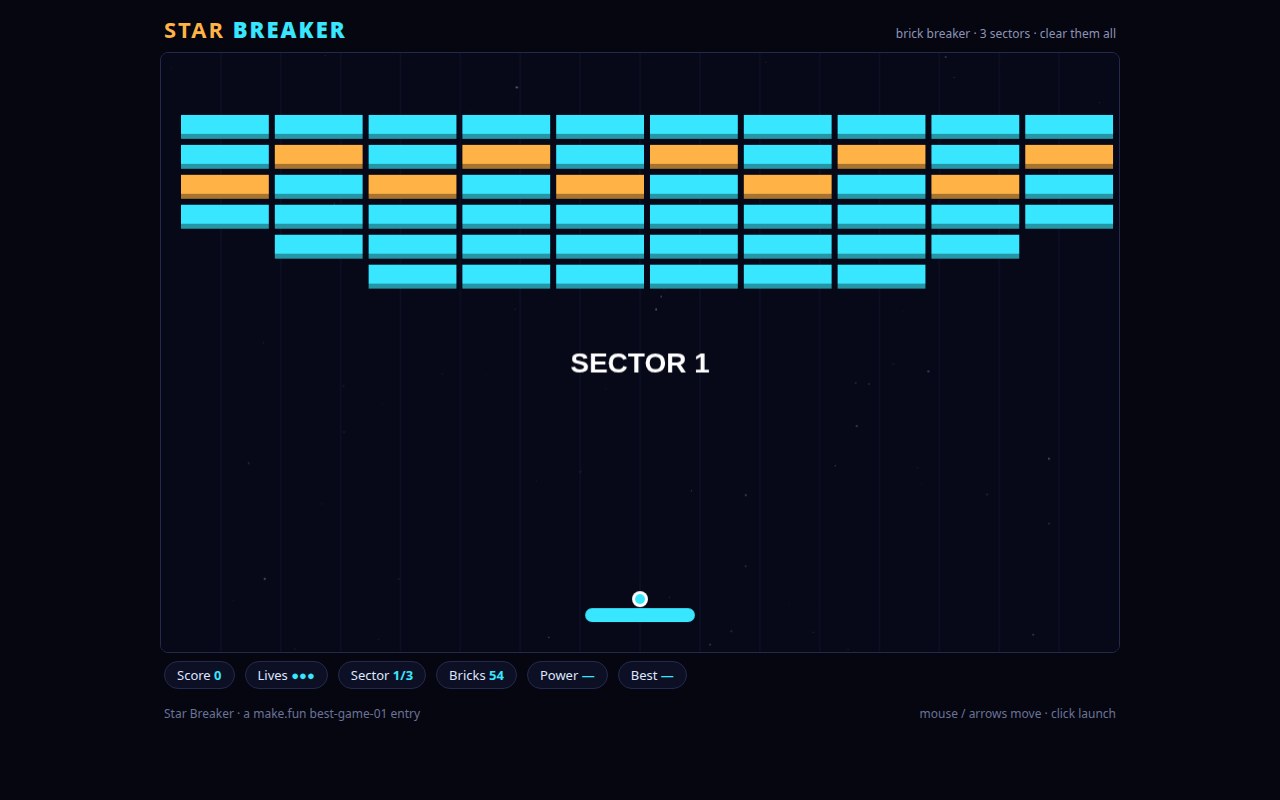 STAR BREAKER
brick breaker · 3 sectors · clear them all
SECTOR 1
Score 0 Lives ●●● Sector 1/3 Bricks 54 Power — Best —
Star Breaker · a make.fun best-game-01 entry
mouse / arrows move · click launch